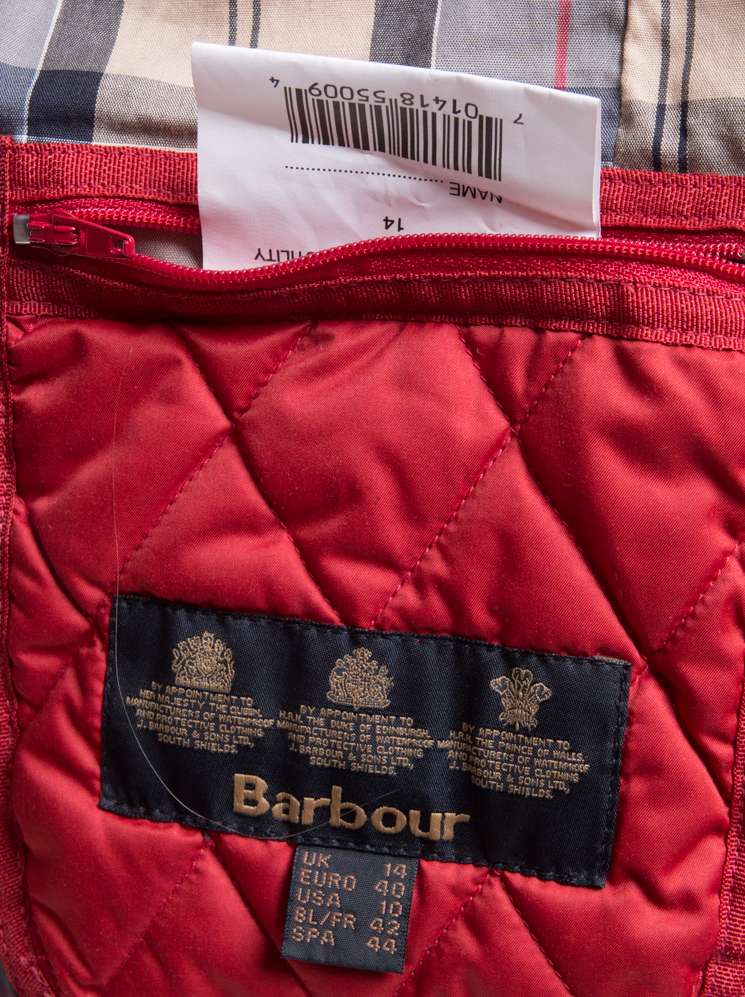 7 01418 55009 4
NAME
14
BY APPOINTMENT TO
HER MAJESTY THE QUEEN,
MANUFACTURERS OF WATERPROOF
AND PROTECTIVE CLOTHING
J. BARBOUR & SONS LTD,
SOUTH SHIELDS.
BY APPOINTMENT TO
H.R.H. THE DUKE OF EDINBURGH
MANUFACTURERS OF WATERPROOF
& PROTECTIVE CLOTHING
J. BARBOUR & SONS LTD,
SOUTH SHIELDS.
BY APPOINTMENT TO
H.R.H. THE PRINCE OF WALES,
MANUFACTURERS OF WATERPROOF
AND PROTECTIVE CLOTHING
J. BARBOUR & SONS LTD,
SOUTH SHIELDS.
Barbour
UK 14
EURO 40
USA 10
BL/FR 42
SPA 44